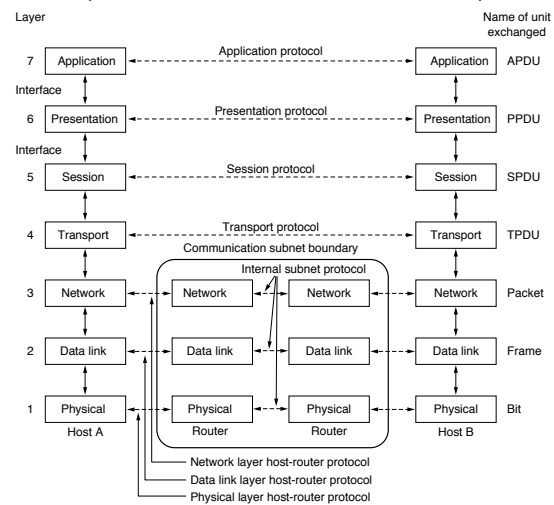 Layer
Name of unit
exchanged
7 Application Application protocol Application APDU
Interface
6 Presentation Presentation protocol Presentation PPDU
Interface
5 Session Session protocol Session SPDU
4 Transport Transport protocol Transport TPDU
Communication subnet boundary
Internal subnet protocol
3 Network Network Network Network Packet
2 Data link Data link Data link Data link Frame
1 Physical Physical Physical Physical Bit
Host A Router Router Host B
Network layer host-router protocol
Data link layer host-router protocol
Physical layer host-router protocol